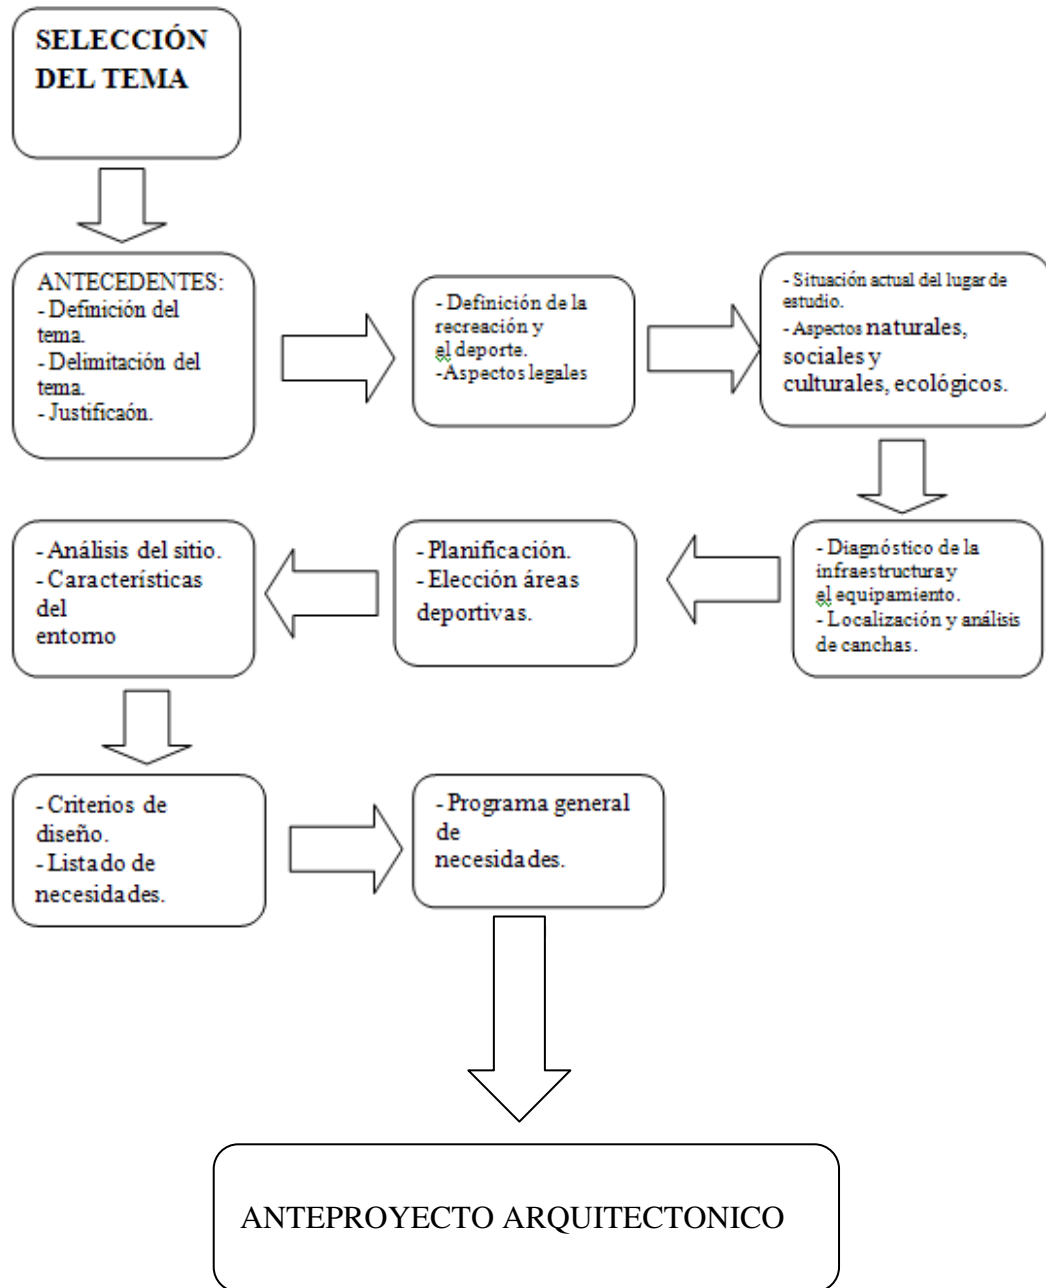 SELECCIÓN
DEL TEMA
ANTECEDENTES:
- Definición del
tema.
- Delimitación del
tema.
- Justificaón.
- Definición de la
recreación y
el deporte.
-Aspectos legales
- Situación actual del lugar de
estudio.
- Aspectos naturales,
sociales y
culturales, ecológicos.
- Diagnóstico de la
infraestructura y
el equipamiento.
- Localización y análisis
de canchas.
- Planificación.
- Elección áreas
deportivas.
- Análisis del sitio.
- Característícas
del
entorno
- Criterios de
diseño.
- Listado de
necesidades.
- Programa general
de
necesidades.
ANTEPROYECTO ARQUITECTONICO